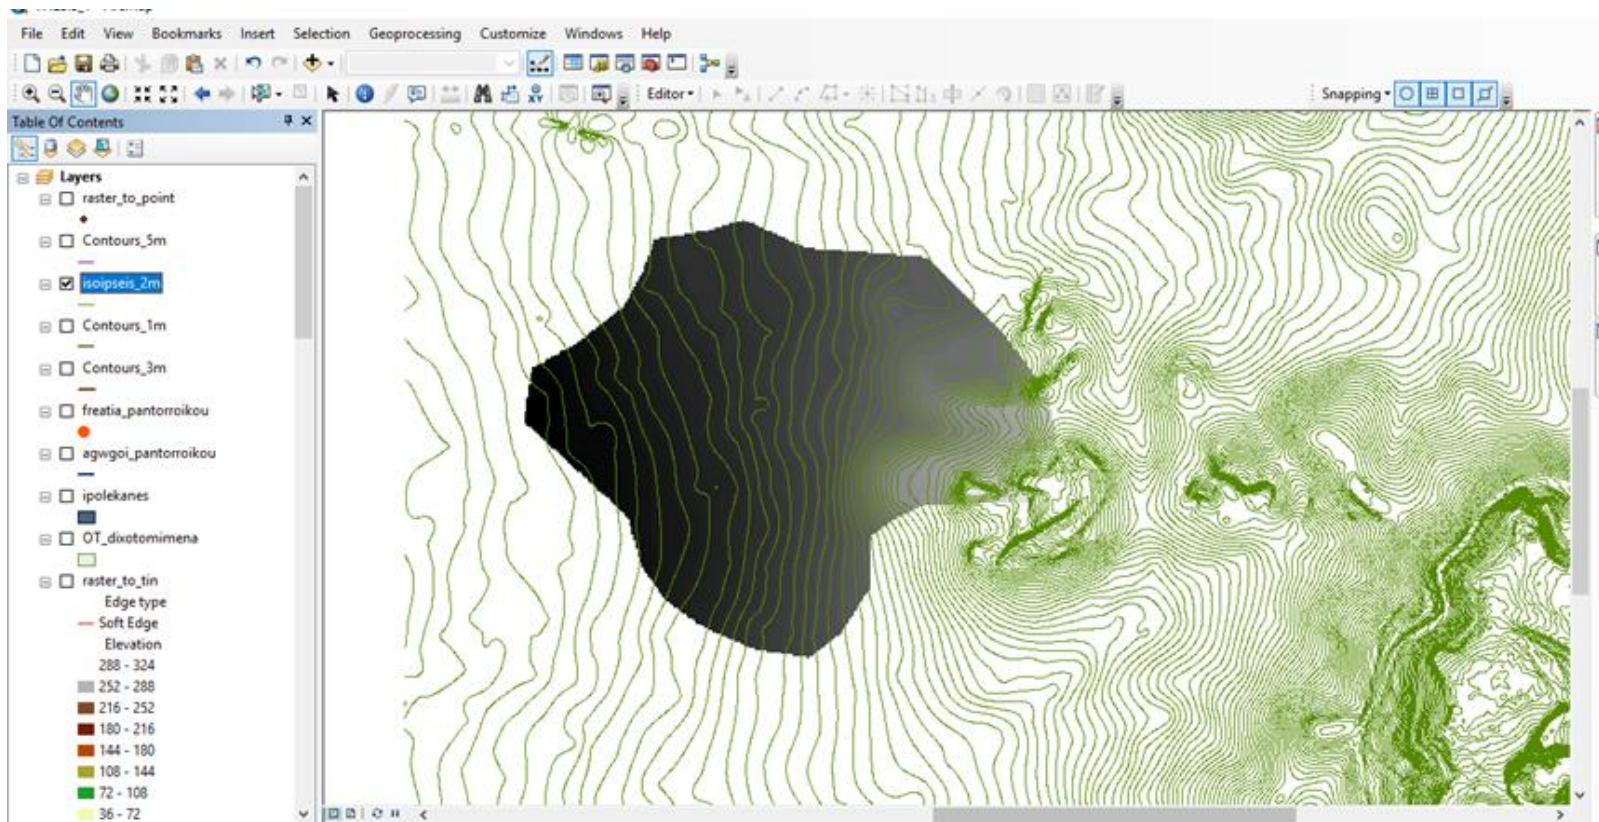 File Edit View Bookmarks Insert Selection Geoprocessing Customize Windows Help
Editor
Snapping
Table Of Contents
Layers
raster_to_point
Contours_5m
isoipseis_2m
Contours_1m
Contours_3m
freatia_pantorroikou
agwgoi_pantorroikou
ipolekanes
OT_dixotomimena
raster_to_tin
Edge type
Soft Edge
Elevation
288 - 324
252 - 288
216 - 252
180 - 216
144 - 180
108 - 144
72 - 108
36 - 72